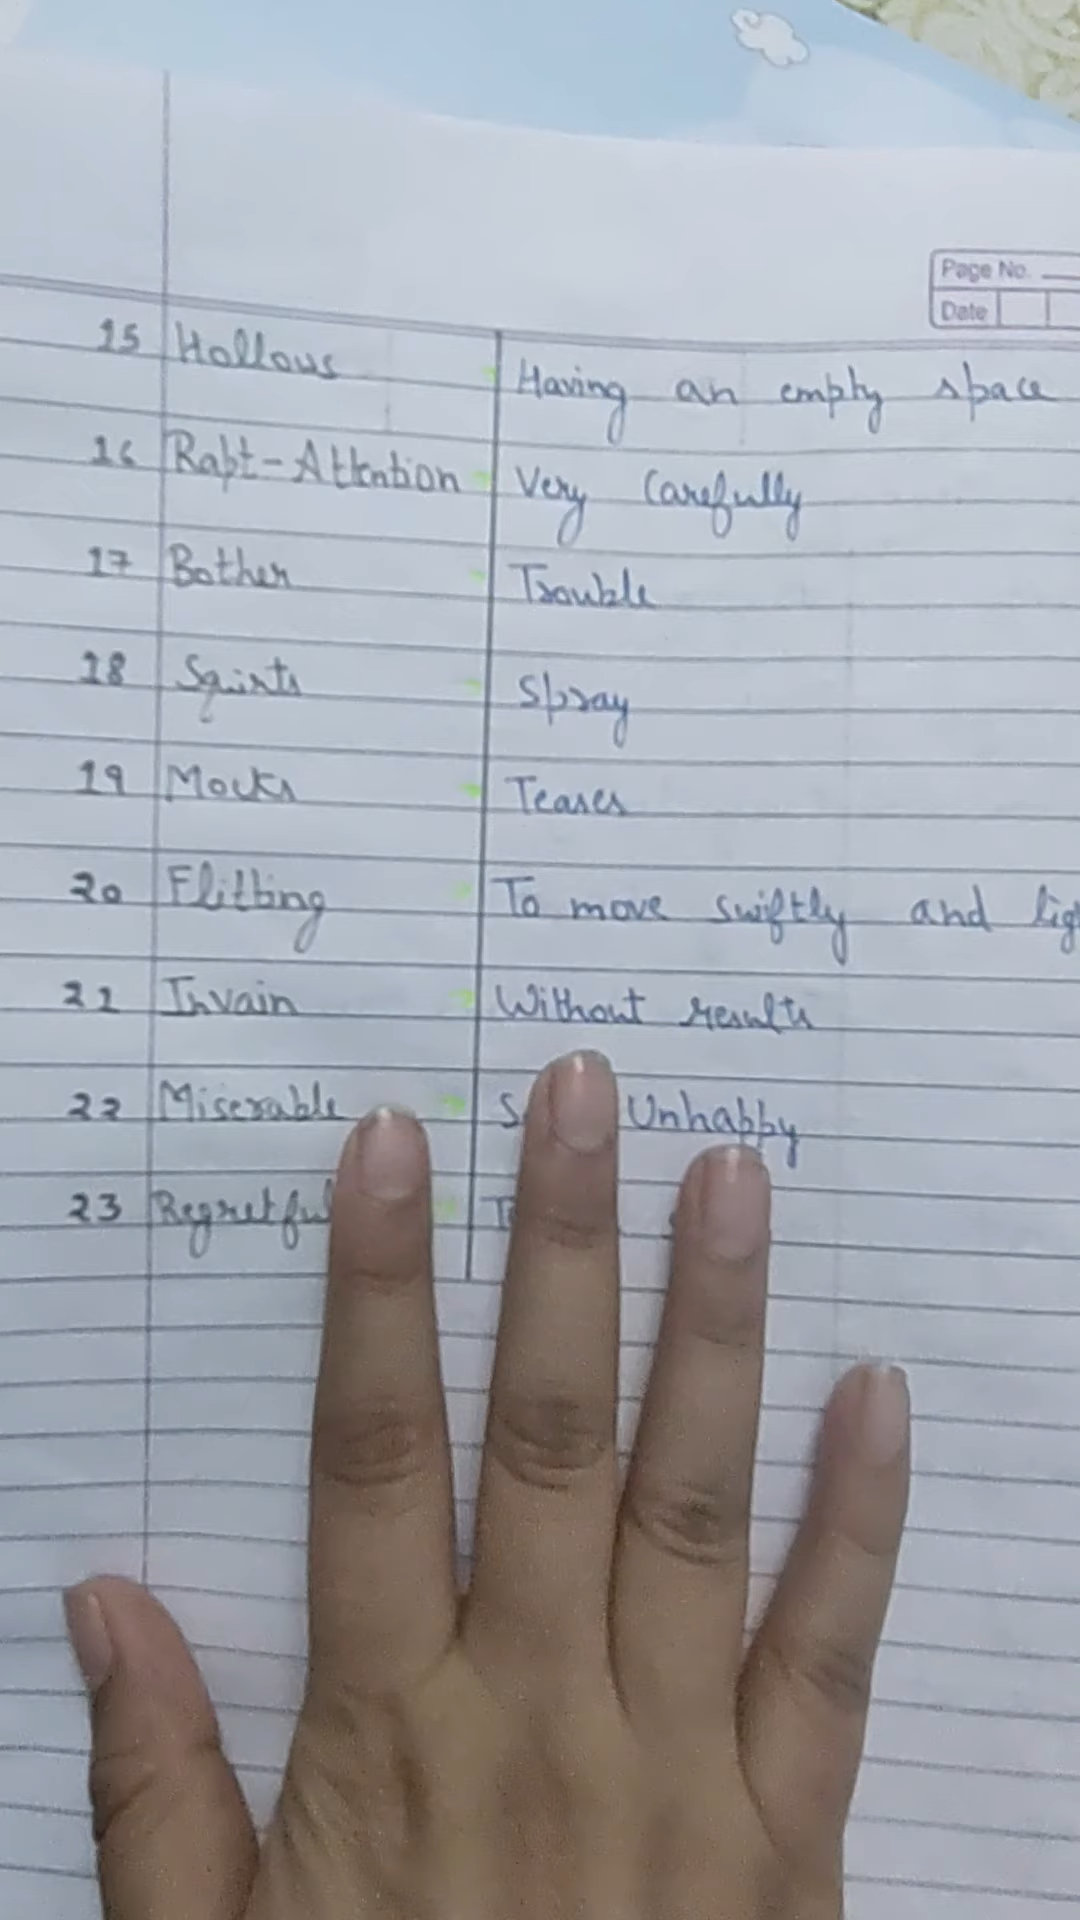 Page No.
Date
15 Hollows Having an empty space
16 Rapt-Attention Very Carefully
17 Bother Trouble
18 Squirts Spray
19 Mocks Teases
20 Flitting To move swiftly and
21 Invain Without results
22 Miserable Unhappy
23